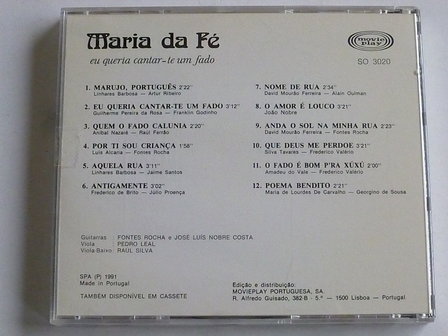 Maria da Fé
eu queria cantar-te um fado
movie play
SO 3020
1. MARUJO, PORTUGUÊS 2'22"
Linhares Barbosa — Artur Ribeiro
2. EU QUERIA CANTAR-TE UM FADO 3'12"
Guilherme Pereira da Rosa — Franklin Godinho
3. QUEM O FADO CALUNIA 2'20"
Aníbal Nazaré — Raúl Ferrão
4. POR TI SOU CRIANÇA 1'58"
Luís Alcaria — Fontes Rocha
5. AQUELA RUA 3'11"
Linhares Barbosa — Jaime Santos
6. ANTIGAMENTE 3'02"
Frederico de Brito — Júlio Proença
7. NOME DE RUA 2'34"
David Mourão Ferreira — Alain Oulman
8. O AMOR É LOUCO 3'21"
João Nobre
9. ANDA O SOL NA MINHA RUA 2'23"
David Mourão Ferreira — Fontes Rocha
10. QUE DEUS ME PERDOE 3'21"
Silva Tavares — Frederico Valério
11. O FADO É BOM P'RA XÚXÚ 2'00"
Amadeu do Vale — Frederico Valério
12. POEMA BENDITO 2'21"
Maria de Lourdes De Carvalho — Georgino de Sousa
Guitarras : FONTES ROCHA e JOSÉ LUÍS NOBRE COSTA
Viola : PEDRO LEAL
Viola-Baixo : RAÚL SILVA
SPA (P) 1991
Made in Portugal
TAMBÉM DISPONÍVEL EM CASSETE
Edição e distribuição:
MOVIEPLAY PORTUGUESA, SA.
R. Alfredo Guisado, 382-B - 5.º — 1500 Lisboa — Portugal